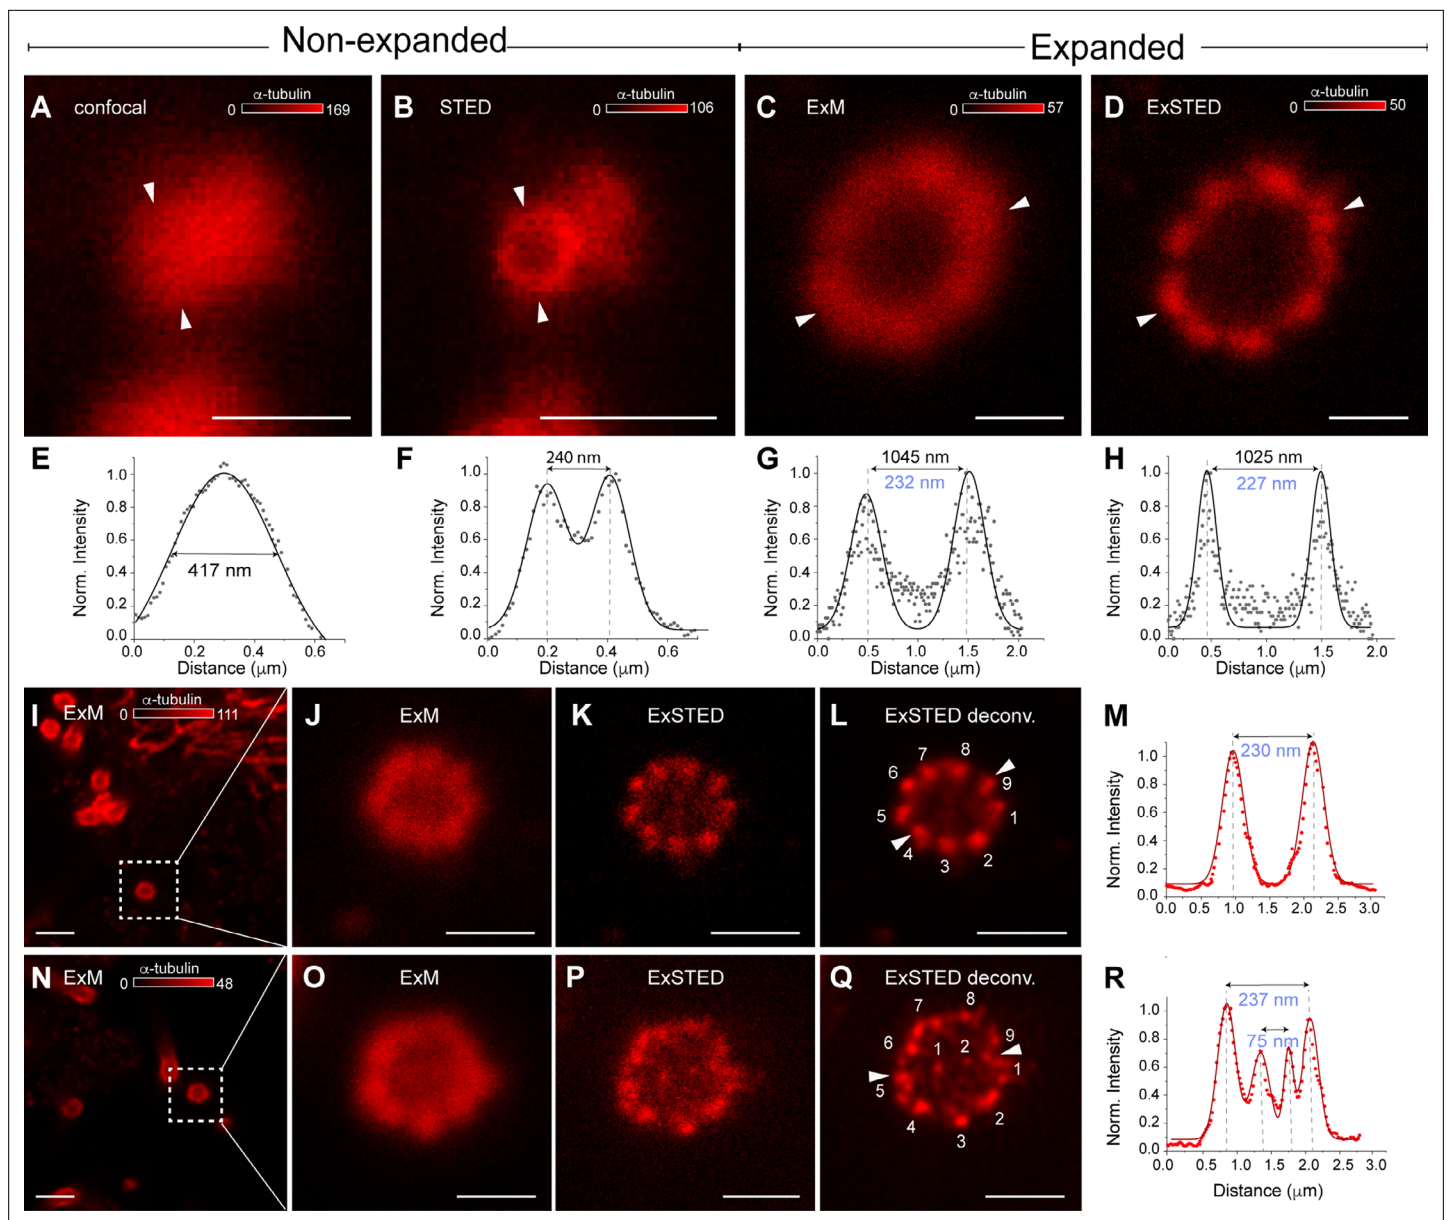 Non-expanded
Expanded
A confocal α-tubulin 0 169
B STED α-tubulin 0 106
C ExM α-tubulin 0 57
D ExSTED α-tubulin 0 50
E
Norm. Intensity
1.0
0.8
0.6
0.4
0.2
0.0
417 nm
0.0 0.2 0.4 0.6
Distance (μm)
F
Norm. Intensity
1.0
0.8
0.6
0.4
0.2
0.0
240 nm
0.0 0.2 0.4 0.6
Distance (μm)
G
Norm. Intensity
1.0
0.8
0.6
0.4
0.2
0.0
1045 nm
232 nm
0.0 0.5 1.0 1.5 2.0
Distance (μm)
H
Norm. Intensity
1.0
0.8
0.6
0.4
0.2
0.0
1025 nm
227 nm
0.0 0.5 1.0 1.5 2.0
Distance (μm)
I ExM α-tubulin 0 111
J ExM
K ExSTED
L ExSTED deconv.
7 8
6 9
5 1
4 3 2
M
Norm. Intensity
1.0
0.8
0.6
0.4
0.2
0.0
230 nm
0.0 0.5 1.0 1.5 2.0 2.5 3.0
N ExM α-tubulin 0 48
O ExM
P ExSTED
Q ExSTED deconv.
7 8
6 1 2 9
5 1
4 3 2
R
Norm. Intensity
1.0
0.8
0.6
0.4
0.2
0.0
237 nm
75 nm
0.0 0.5 1.0 1.5 2.0 2.5 3.0
Distance (μm)